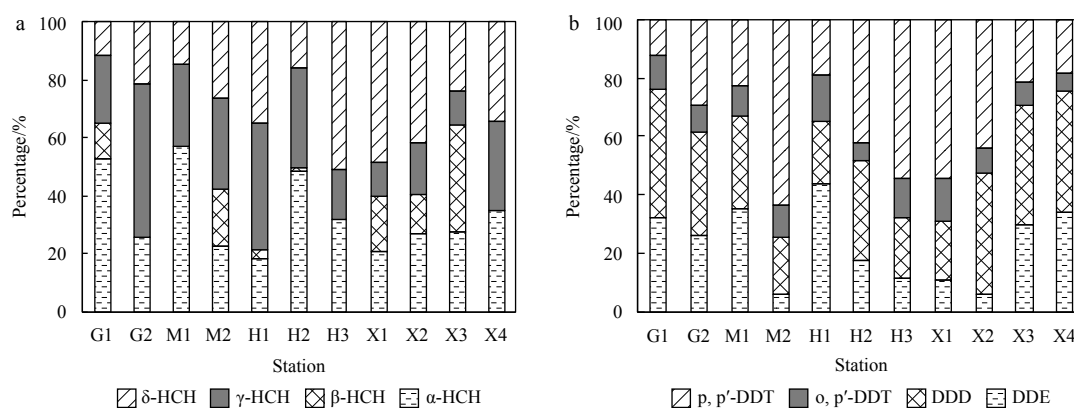 a
100
80
60
40
20
0
Percentage/%
G1 G2 M1 M2 H1 H2 H3 X1 X2 X3 X4
Station
δ-HCH γ-HCH β-HCH α-HCH
b
100
80
60
40
20
0
Percentage/%
G1 G2 M1 M2 H1 H2 H3 X1 X2 X3 X4
Station
p, p′-DDT o, p′-DDT DDD DDE